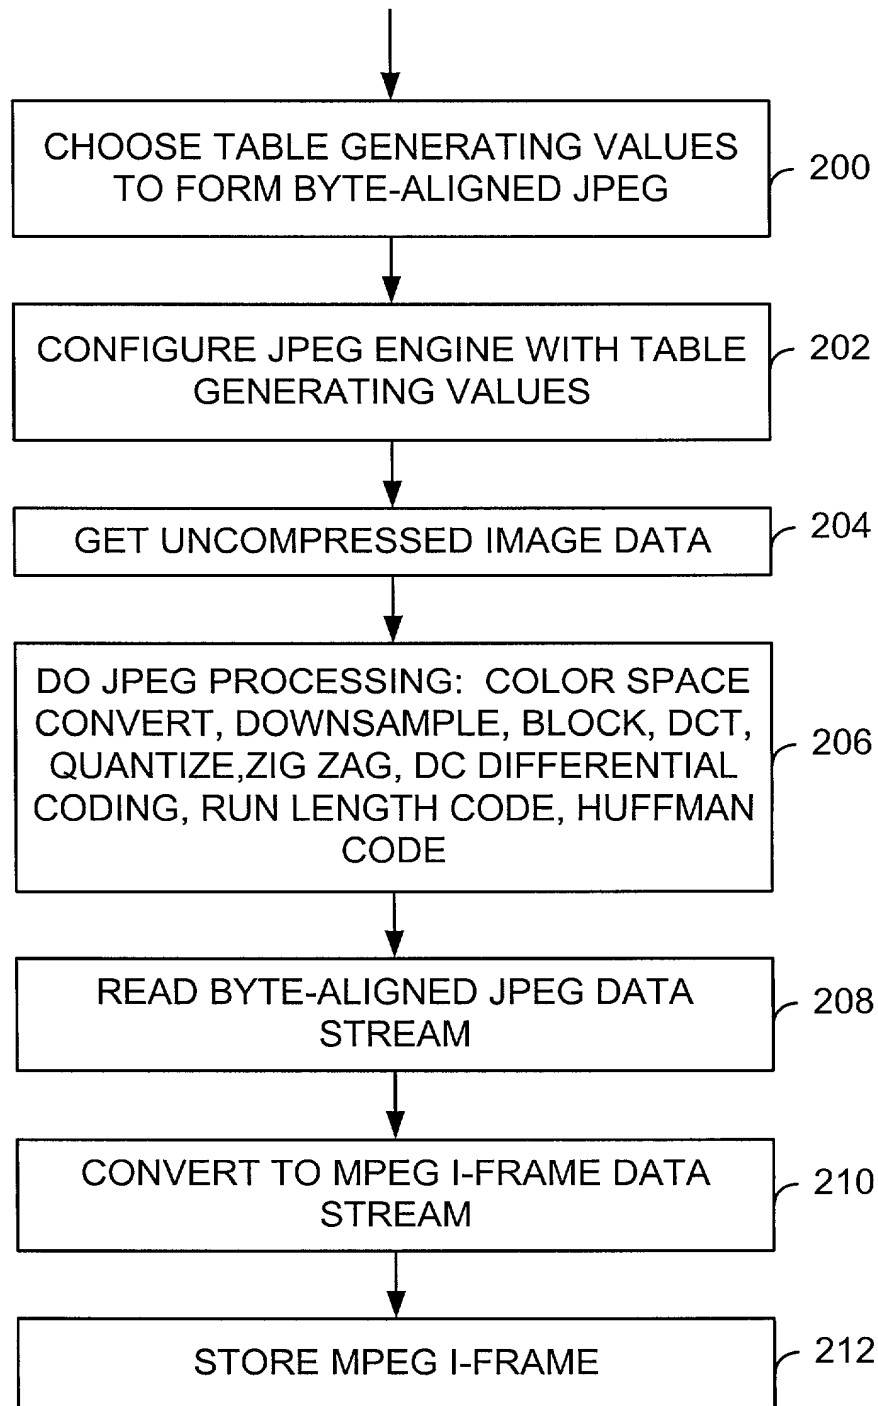 CHOOSE TABLE GENERATING VALUES
TO FORM BYTE-ALIGNED JPEG
200
CONFIGURE JPEG ENGINE WITH TABLE
GENERATING VALUES
202
GET UNCOMPRESSED IMAGE DATA
204
DO JPEG PROCESSING: COLOR SPACE
CONVERT, DOWNSAMPLE, BLOCK, DCT,
QUANTIZE,ZIG ZAG, DC DIFFERENTIAL
CODING, RUN LENGTH CODE, HUFFMAN
CODE
206
READ BYTE-ALIGNED JPEG DATA
STREAM
208
CONVERT TO MPEG I-FRAME DATA
STREAM
210
STORE MPEG I-FRAME
212